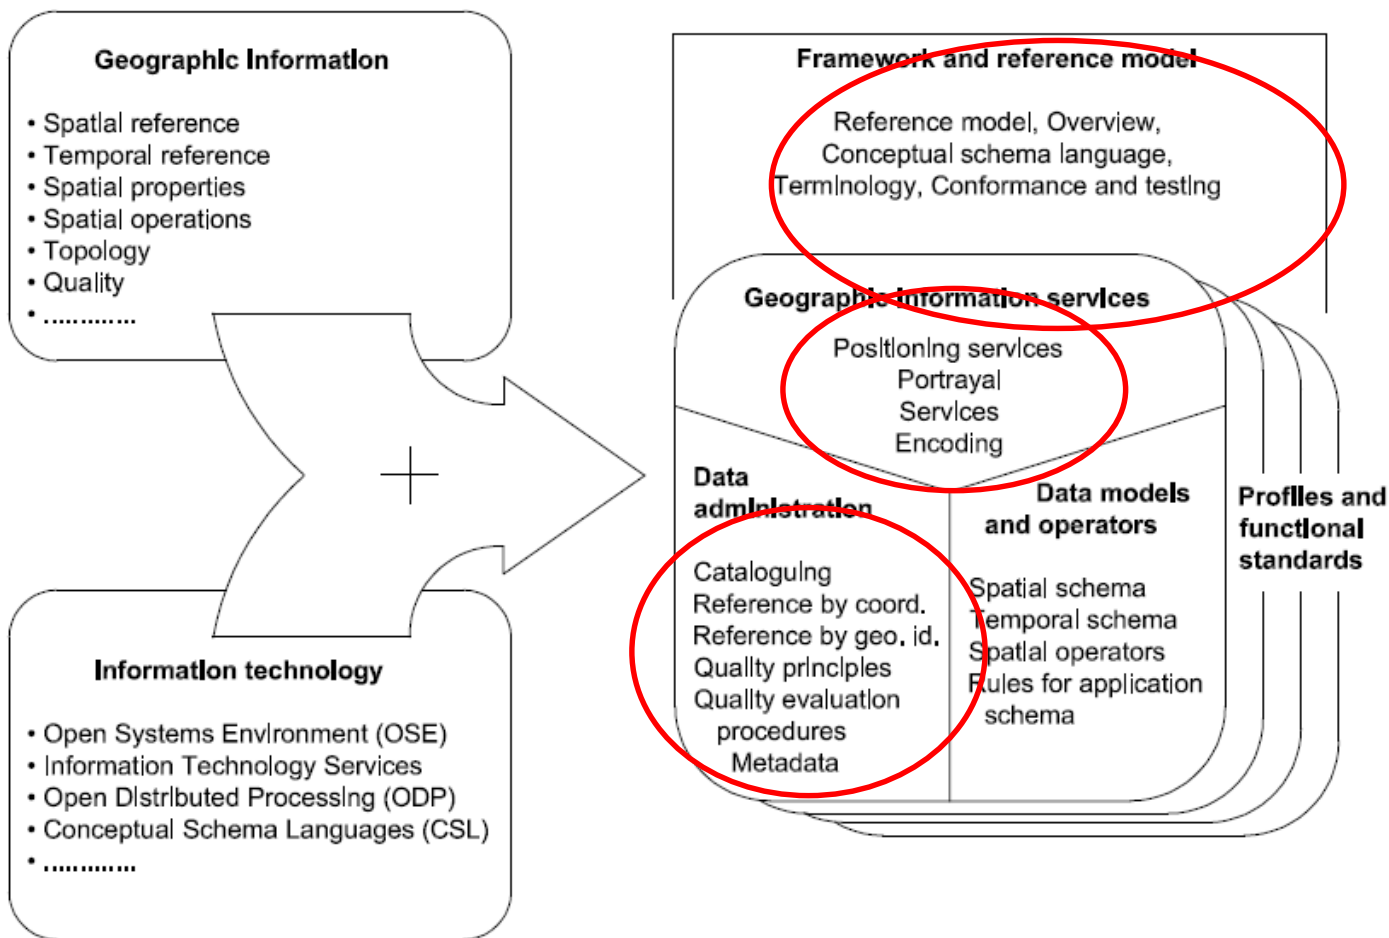 Geographic Information
• Spatial reference
• Temporal reference
• Spatial properties
• Spatial operations
• Topology
• Quality
• .............
Information technology
• Open Systems Environment (OSE)
• Information Technology Services
• Open Distributed Processing (ODP)
• Conceptual Schema Languages (CSL)
• .............
Framework and reference model
Reference model, Overview,
Conceptual schema language,
Terminology, Conformance and testing
Geographic information services
Positioning services
Portrayal
Services
Encoding
Data
administration
Cataloguing
Reference by coord.
Reference by geo. id.
Quality principles
Quality evaluation
procedures
Metadata
Data models
and operators
Spatial schema
Temporal schema
Spatial operators
Rules for application
schema
Profiles and
functional
standards